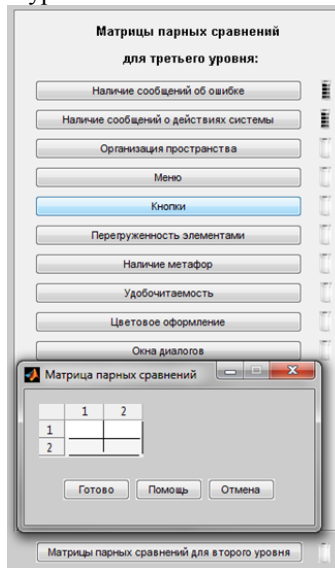 Матрицы парных сравнений
для третьего уровня:
Наличие сообщений об ошибке
Наличие сообщений о действиях системы
Организация пространства
Меню
Кнопки
Перегруженность элементами
Наличие метафор
Удобочитаемость
Цветовое оформление
Окна диалогов
Матрица парных сравнений
1 2
1
2
Готово Помощь Отмена
Матрицы парных сравнений для второго уровня